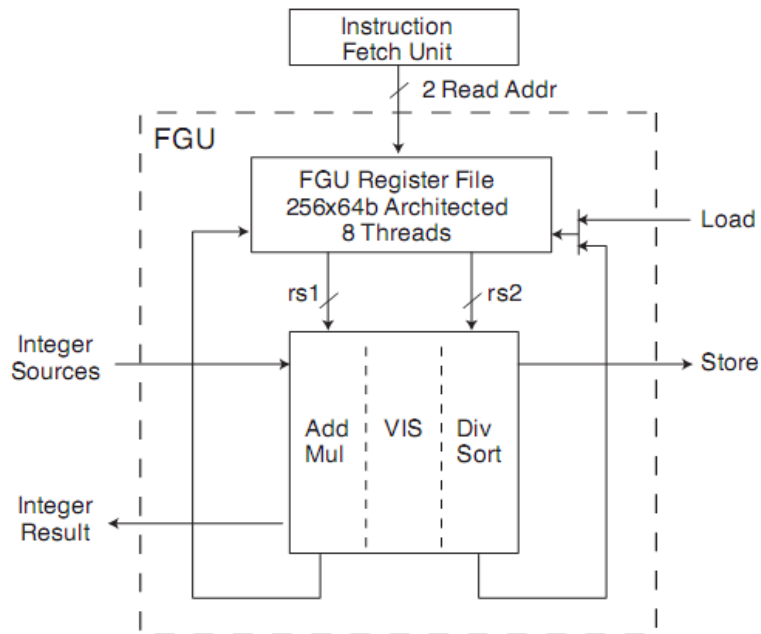 Instruction
Fetch Unit
2 Read Addr
FGU
FGU Register File
256x64b Architected
8 Threads
Load
rs1
rs2
Integer
Sources
Store
Add
Mul
VIS
Div
Sort
Integer
Result